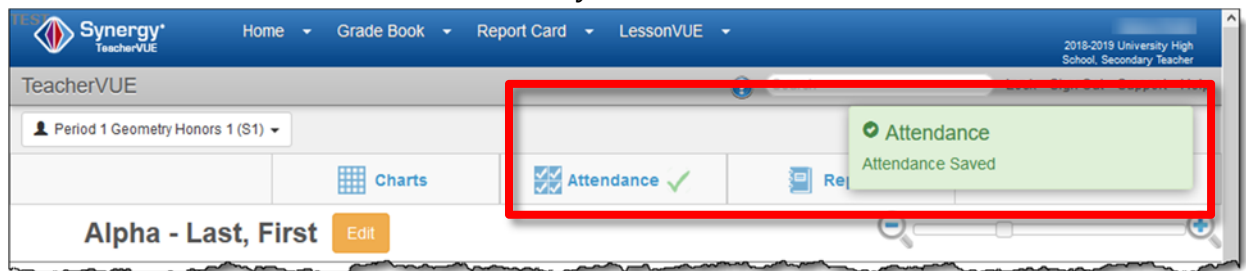 TEST
Synergy
TeacherVUE
Home Grade Book Report Card LessonVUE
2018-2019 University High
School, Secondary Teacher
TeacherVUE
Period 1 Geometry Honors 1 (S1)
Attendance
Attendance Saved
Charts Attendance
Alpha - Last, First Edit